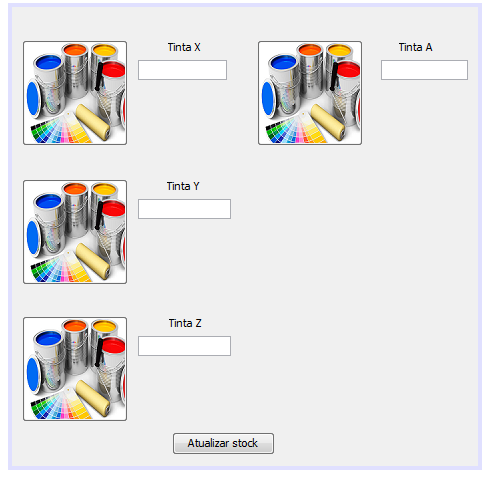 Tinta X
Tinta A
Tinta Y
Tinta Z
Atualizar stock